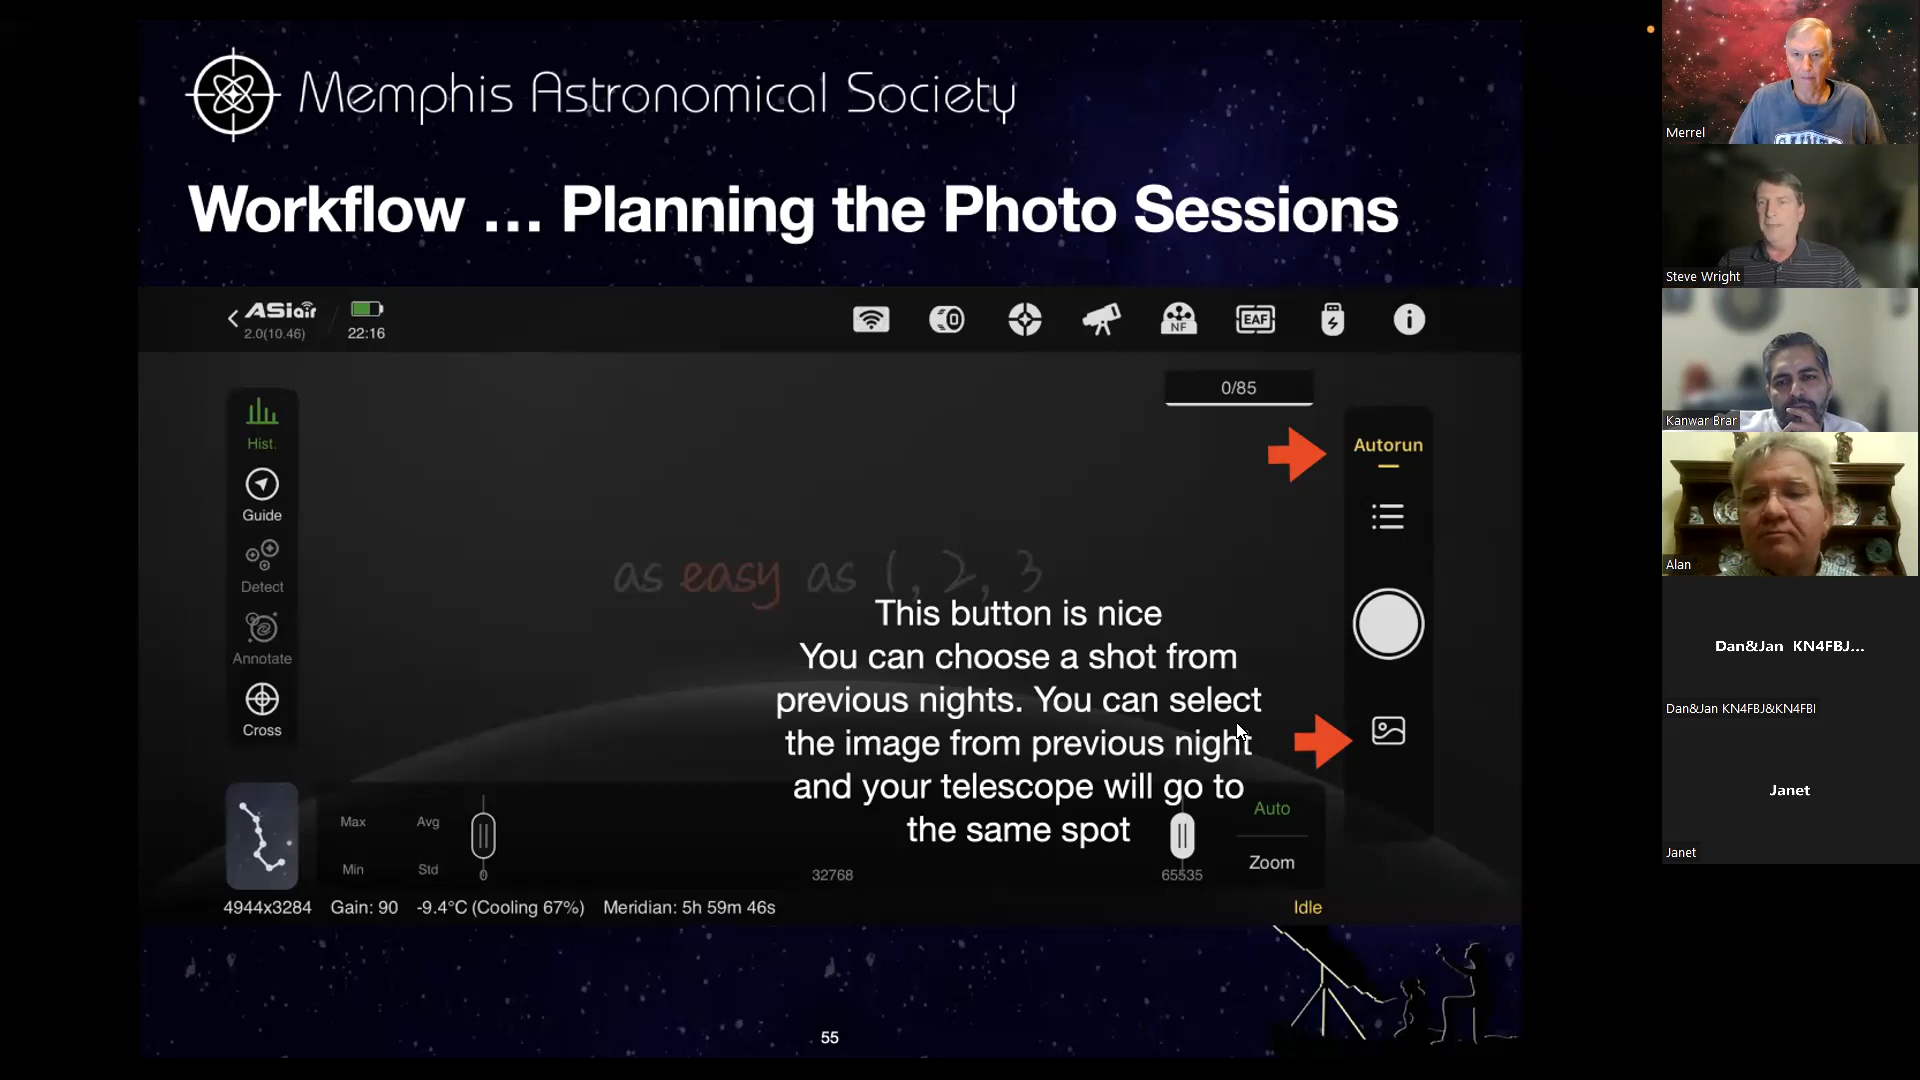 Memphis Astronomical Society
Workflow ... Planning the Photo Sessions
ASiair
2.0(10.46)
22:16
NF
EAF
0/85
Hist.
Guide
Detect
Annotate
Cross
Autorun
as easy as 1, 2, 3
This button is nice
You can choose a shot from
previous nights. You can select
the image from previous night
and your telescope will go to
the same spot
Max
Avg
Min
Std
0
32768
65535
Auto
Zoom
4944x3284
Gain: 90
-9.4°C (Cooling 67%)
Meridian: 5h 59m 46s
Idle
55
Merrel
Steve Wright
Kanwar Brar
Alan
Dan&Jan KN4FBJ...
Dan&Jan KN4FBJ&KN4FBI
Janet
Janet